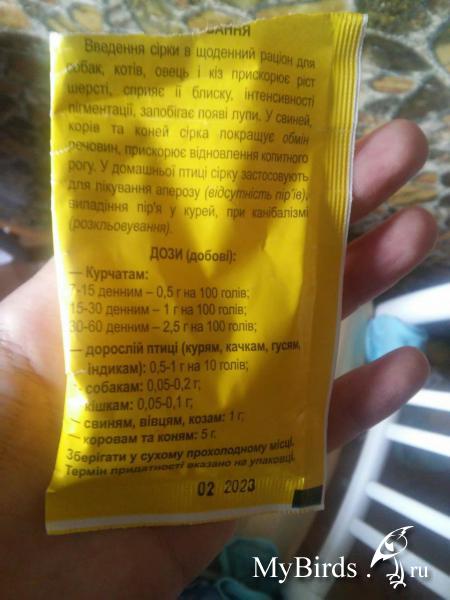 ВАННЯ
Введення сірки в щоденний раціон для
собак, котів, овець і кіз прискорює ріст
шерсті, сприяє її блиску, інтенсивності
пігментації, запобігає появі лупи. У свиней,
корів та коней сірка покращує обмін
речовин, прискорює відновлення копитного
рогу. У домашньої птиці сірку застосовують
для лікування аперозу (відсутність пір'їв),
випадіння пір'я у курей, при канібалізмі
(розкльовування).
ДОЗИ (добові):
— Курчатам:
7-15 денним – 0,5 г на 100 голів;
15-30 денним – 1 г на 100 голів;
30-60 денним – 2,5 г на 100 голів;
— дорослій птиці (курям, качкам, гусям,
індикам): 0,5-1 г на 10 голів;
- собакам: 0,05-0,2 г;
- кішкам: 0,05-0,1 г;
— свиням, вівцям, козам: 1 г;
— коровам та коням: 5 г.
Зберігати у сухому прохолодному місці.
Термін придатності вказано на упаковці.
02 2023
MyBirds.ru